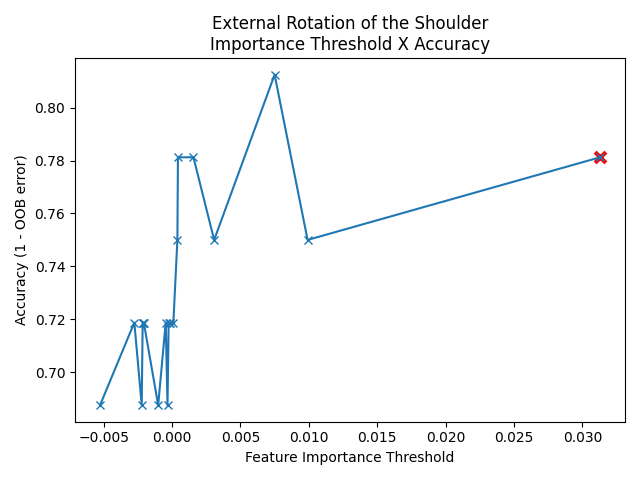 External Rotation of the Shoulder
Importance Threshold X Accuracy
Accuracy (1 - OOB error)
0.80
0.78
0.76
0.74
0.72
0.70
−0.005 0.000 0.005 0.010 0.015 0.020 0.025 0.030
Feature Importance Threshold